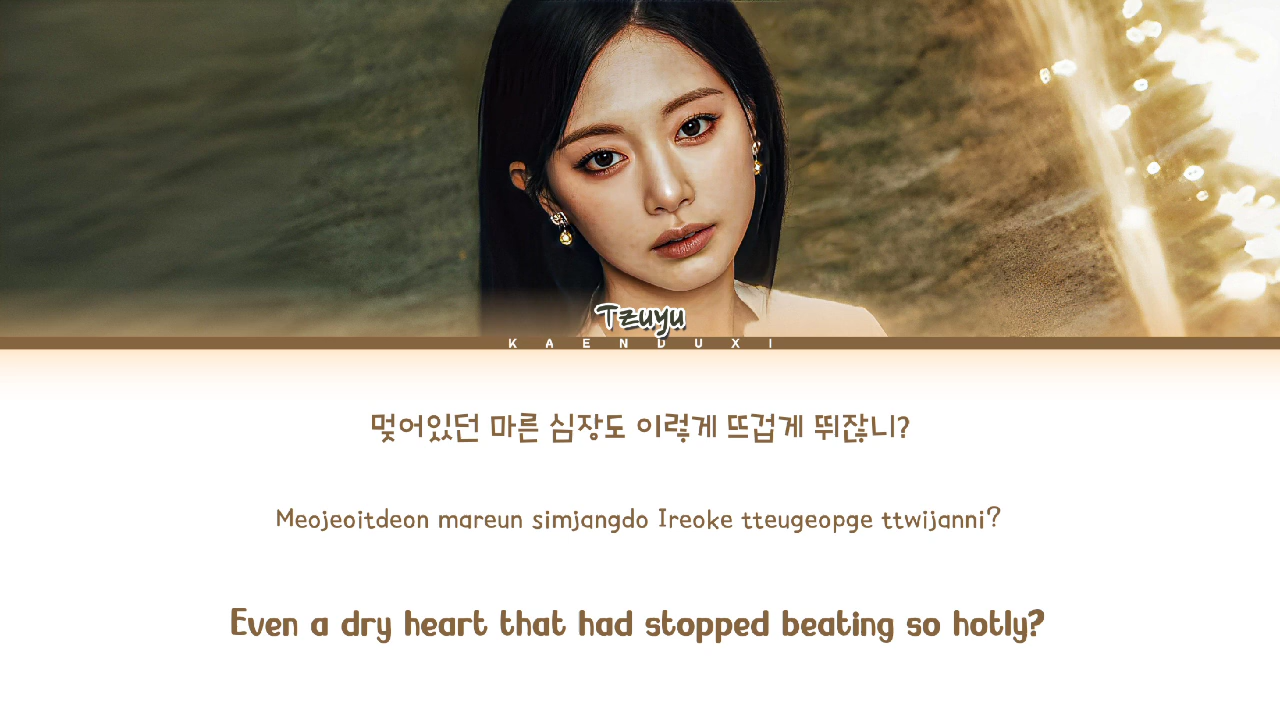 Tzuyu
KAENDUXI
멎어있던 마른 심장도 이렇게 뜨겁게 뛰잖니?
Meojeoitdeon mareun simjangdo Ireoke tteugeopge ttwijanni?
Even a dry heart that had stopped beating so hotly?